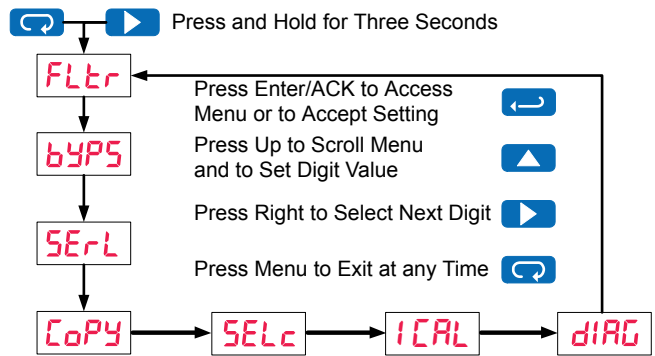 Press and Hold for Three Seconds
FLtr
Press Enter/ACK to Access
Menu or to Accept Setting
bYPS
Press Up to Scroll Menu
and to Set Digit Value
SErL
Press Right to Select Next Digit
Press Menu to Exit at any Time
CoPY
SELc
ICAL
dIAG